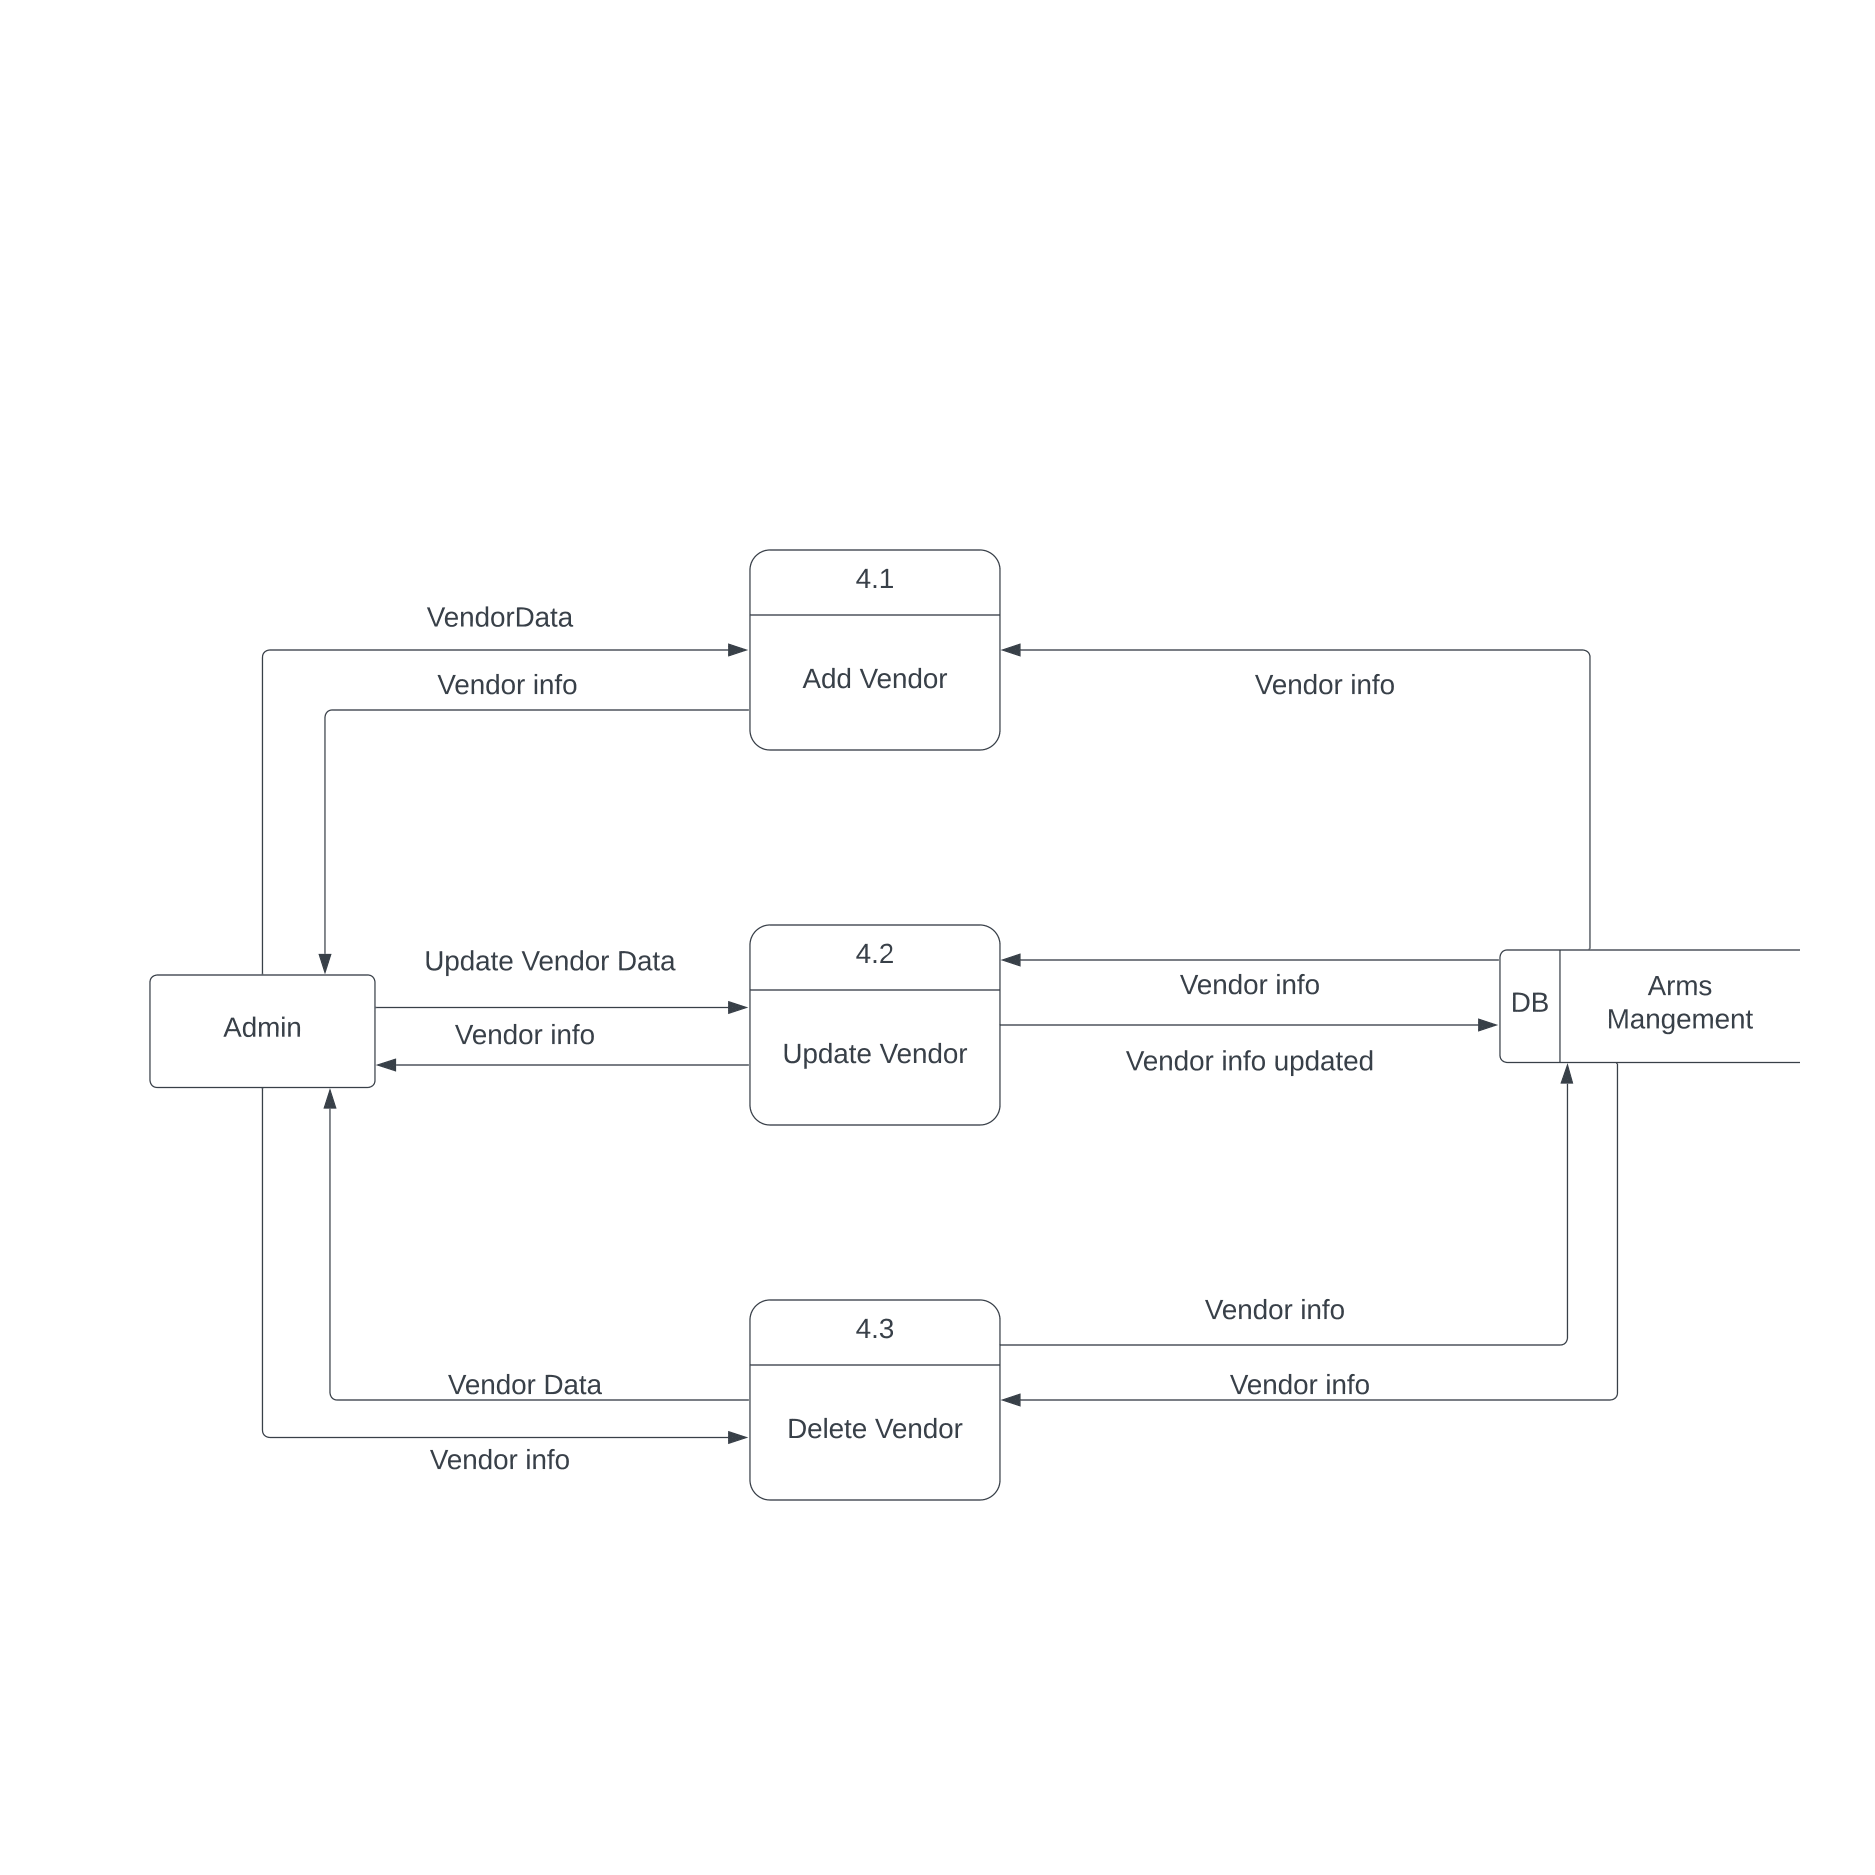 4.1
VendorData
Add Vendor
Vendor info
Vendor info
4.2
Update Vendor Data
Vendor info
DB
Arms
Mangement
Admin
Vendor info
Update Vendor
Vendor info updated
Vendor info
4.3
Vendor Data
Vendor info
Delete Vendor
Vendor info